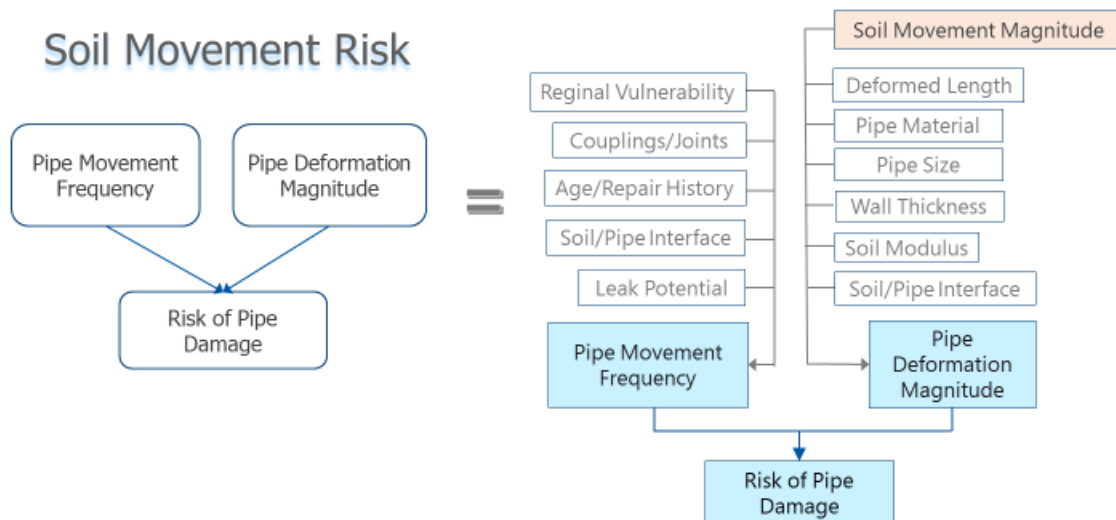 Soil Movement Risk
Pipe Movement
Frequency
Pipe Deformation
Magnitude
Risk of Pipe
Damage
=
Reginal Vulnerability
Couplings/Joints
Age/Repair History
Soil/Pipe Interface
Leak Potential
Pipe Movement
Frequency
Soil Movement Magnitude
Deformed Length
Pipe Material
Pipe Size
Wall Thickness
Soil Modulus
Soil/Pipe Interface
Pipe
Deformation
Magnitude
Risk of Pipe
Damage